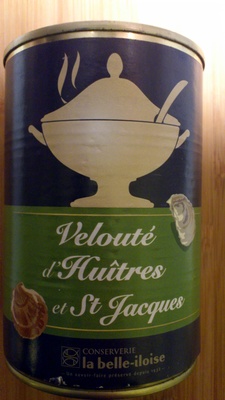 Velouté
d'Huîtres
et St Jacques
CONSERVERIE
la belle-iloise